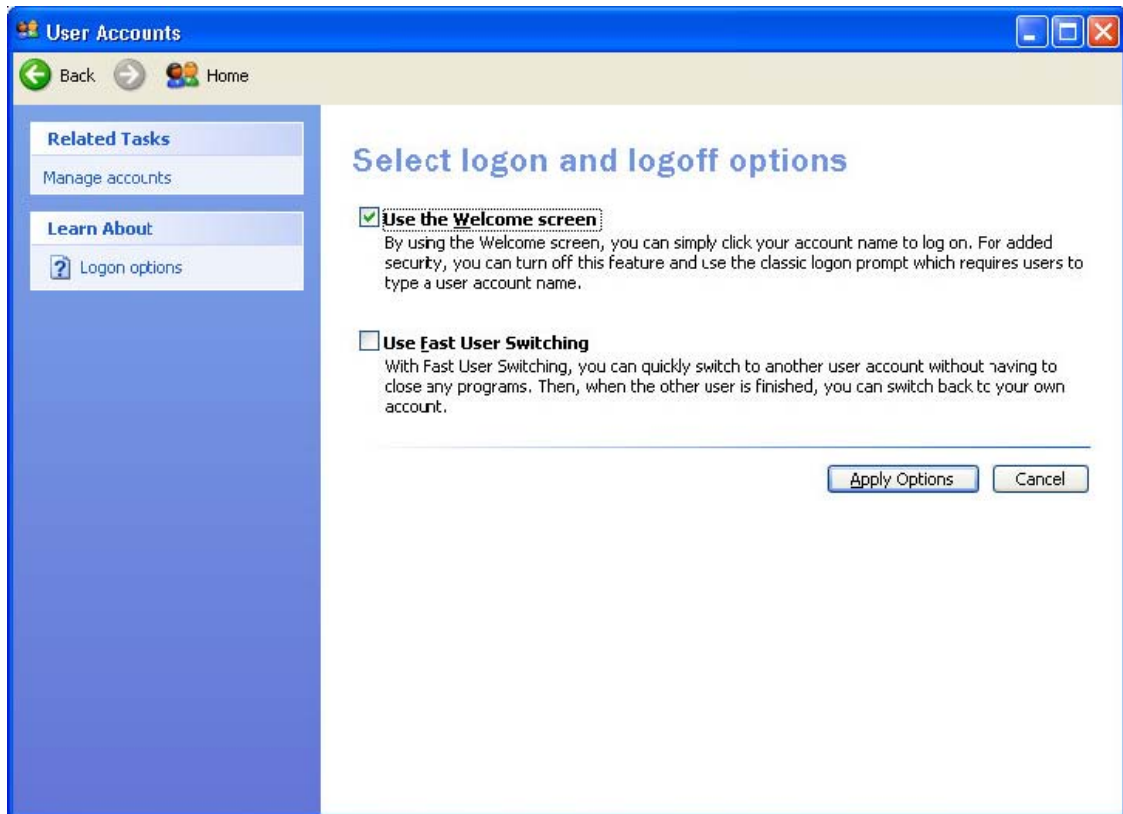 User Accounts
Back Home
Related Tasks
Manage accounts
Learn About
Logon options
Select logon and logoff options
Use the Welcome screen
By using the Welcome screen, you can simply click your account name to log on. For added
security, you can turn off this feature and use the classic logon prompt which requires users to
type a user account name.
Use Fast User Switching
With Fast User Switching, you can quickly switch to another user account without having to
close any programs. Then, when the other user is finished, you can switch back to your own
account.
Apply Options Cancel